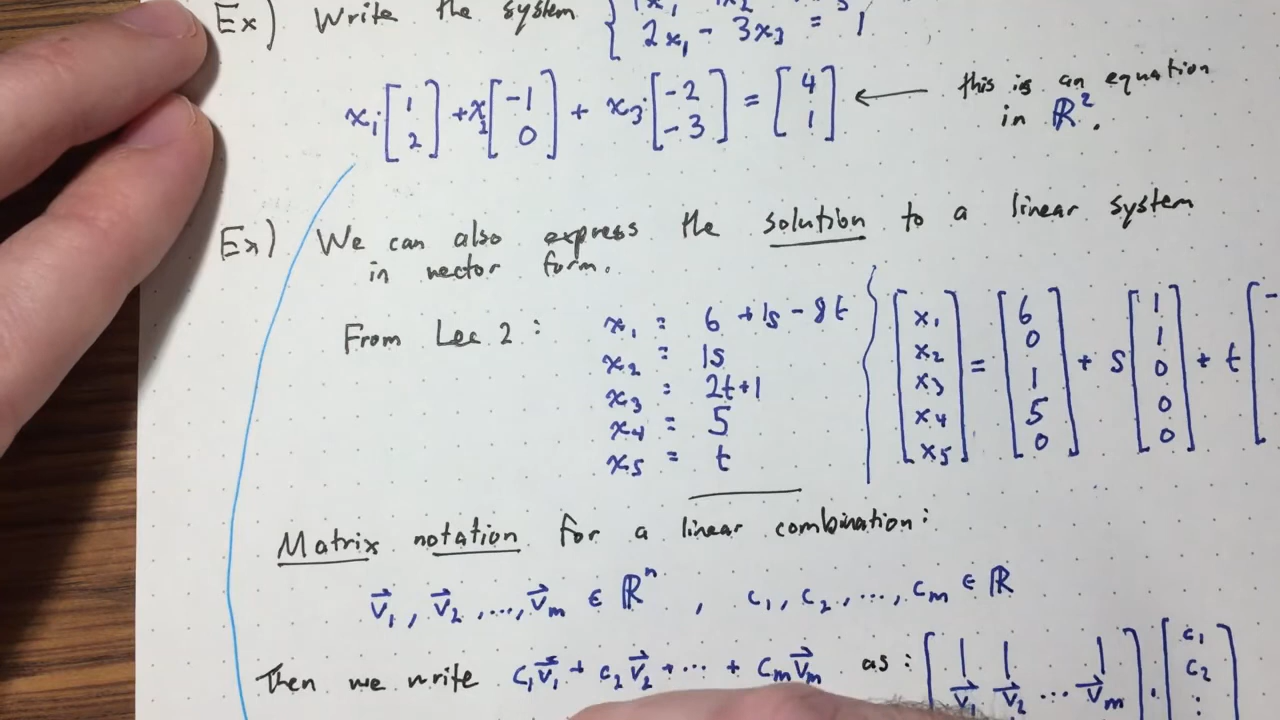 Ex) Write the system
2x₁ - 3x₃ = 1
x₁ [1 2] + x₂ [-1 0] + x₃ [-2 -3] = [4 1] ← this is an equation
in ℝ².
Ex) We can also express the solution to a linear system
in vector form.
From Lec 2:
x₁ = 6 + 1s - 8t
x₂ = 1s
x₃ = 2t+1
x₄ = 5
x₅ = t
[x₁ x₂ x₃ x₄ x₅] = [6 0 1 5 0] + s [1 1 0 0 0] + t [-
Matrix notation for a linear combination:
v⃗₁, v⃗₂, ..., v⃗ₘ ∈ ℝⁿ , c₁, c₂, ..., cₘ ∈ ℝ
Then we write c₁v⃗₁ + c₂v⃗₂ + ... + cₘv⃗ₘ as: [v⃗₁ v⃗₂ ... v⃗ₘ] · [c₁ c₂ ⋮